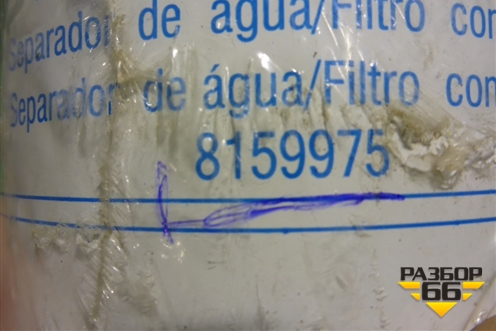 Separador de água/Filtro con
Separador de água/Filtro con
8159975
РАЗБОР
66